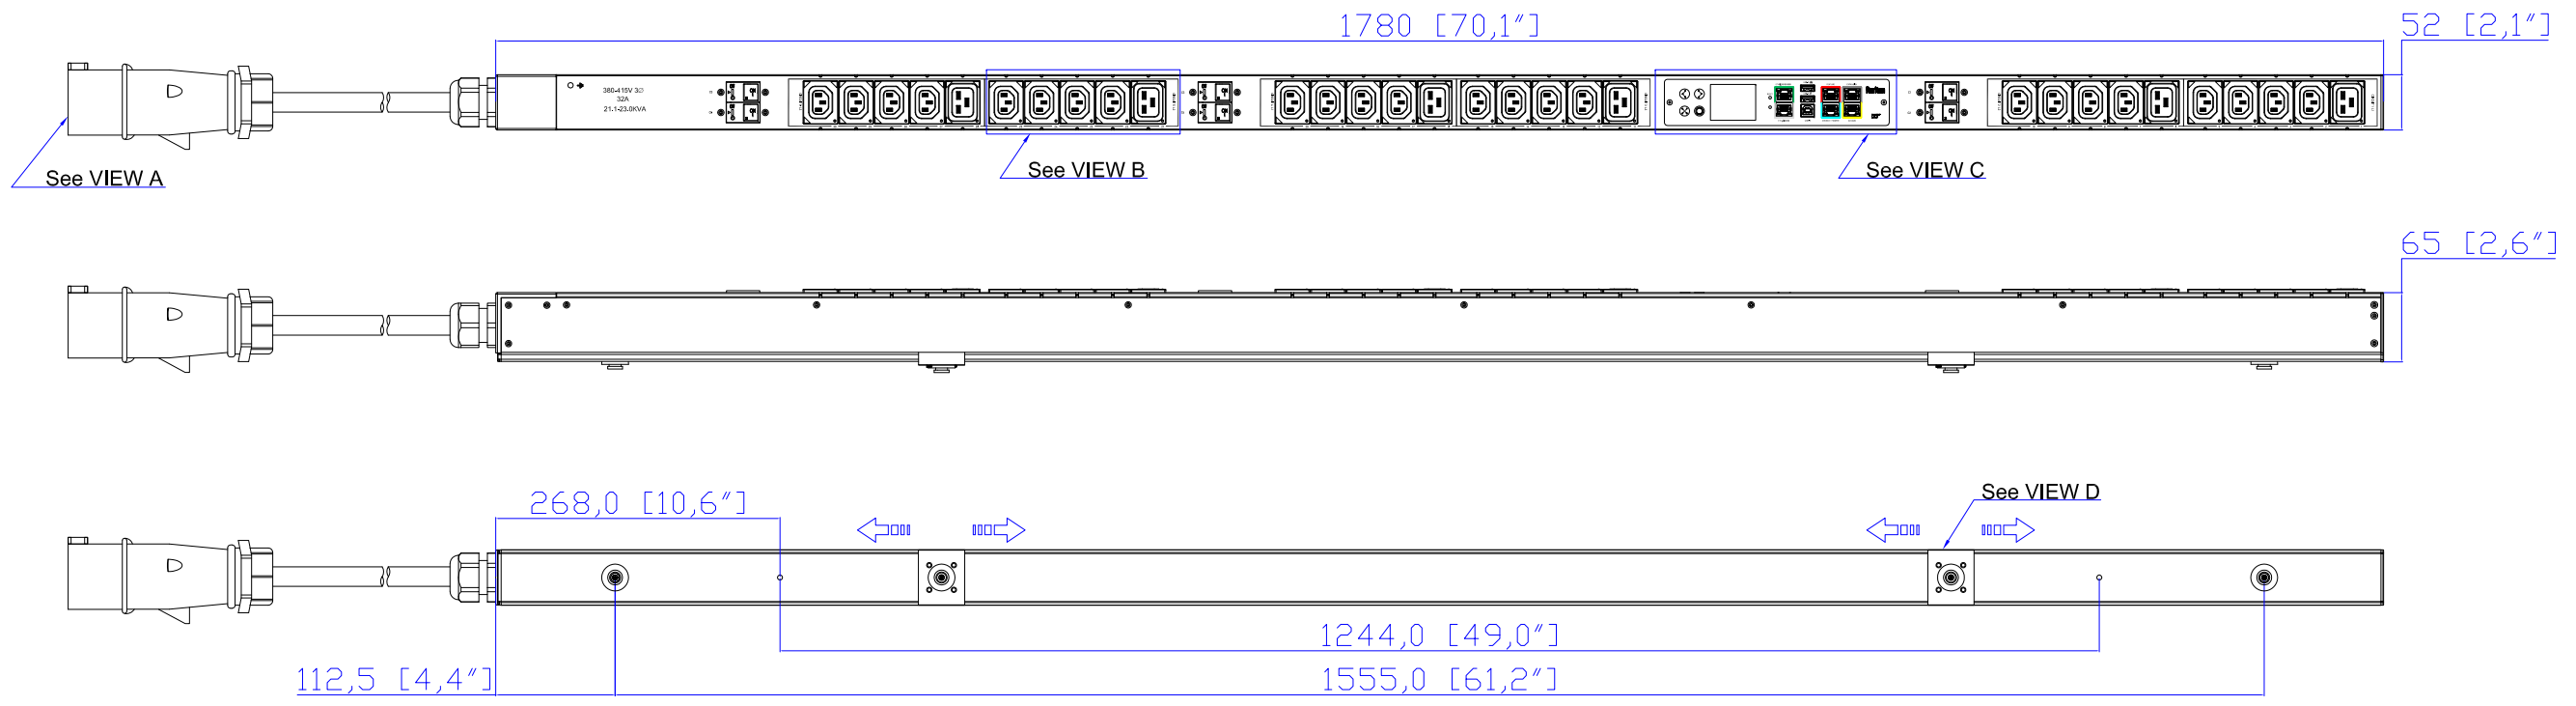 1780 [70,1"]
52 [2,1"]
380-415V 3∅
32A
21.1-23.0KVA
See VIEW A
See VIEW B
See VIEW C
65 [2,6"]
268,0 [10,6"]
See VIEW D
1244,0 [49,0"]
112,5 [4,4"]
1555,0 [61,2"]